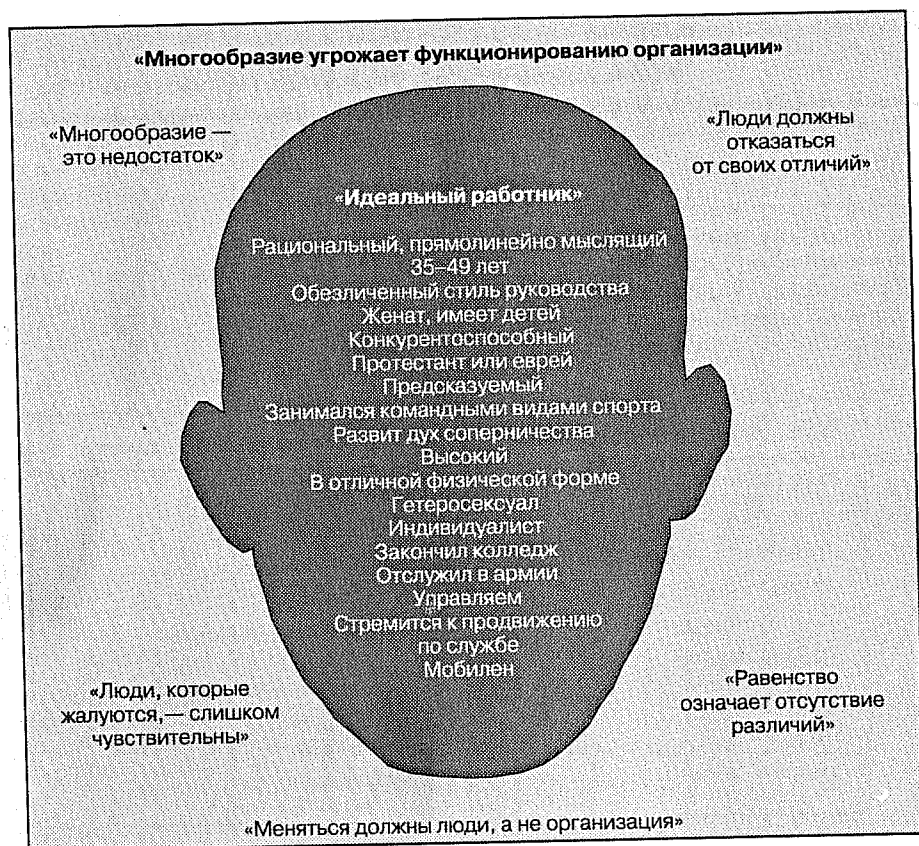 «Многообразие угрожает функционированию организации»
«Многообразие —
это недостаток»
«Люди должны
отказаться
от своих отличий»
«Идеальный работник»
Рациональный, прямолинейно мыслящий
35–49 лет
Обезличенный стиль руководства
Женат, имеет детей
Конкурентоспособный
Протестант или еврей
Предсказуемый
Занимался командными видами спорта
Развит дух соперничества
Высокий
В отличной физической форме
Гетеросексуал
Индивидуалист
Закончил колледж
Отслужил в армии
Управляем
Стремится к продвижению
по службе
Мобилен
«Люди, которые
жалуются,— слишком
чувствительны»
«Равенство
означает отсутствие
различий»
«Меняться должны люди, а не организация»